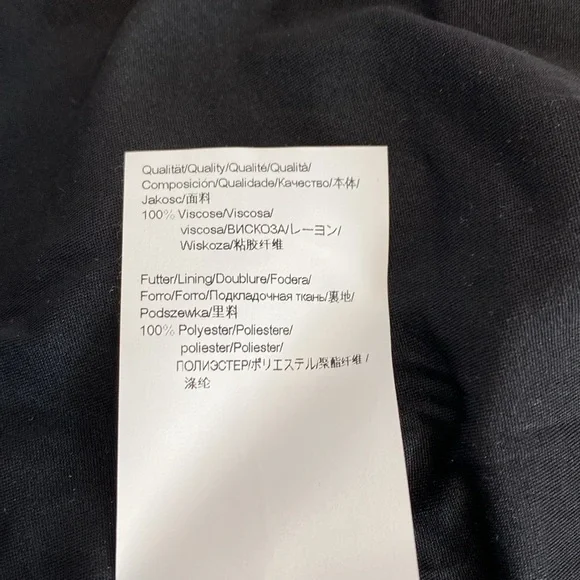 Qualität/Quality/Qualité/Qualità/
Composición/Qualidade/Качество/本体/
Jakosc/面料
100% Viscose/Viscosa/
viscosa/ВИСКОЗА/レーヨン/
Wiskoza/粘胶纤维
Futter/Lining/Doublure/Fodera/
Forro/Forro/Подкладочная ткань/裏地/
Podszewka/里料
100% Polyester/Poliestere/
poliester/Poliester/
ПОЛИЭСТЕР/ポリエステル/聚酯纤维/
涤纶